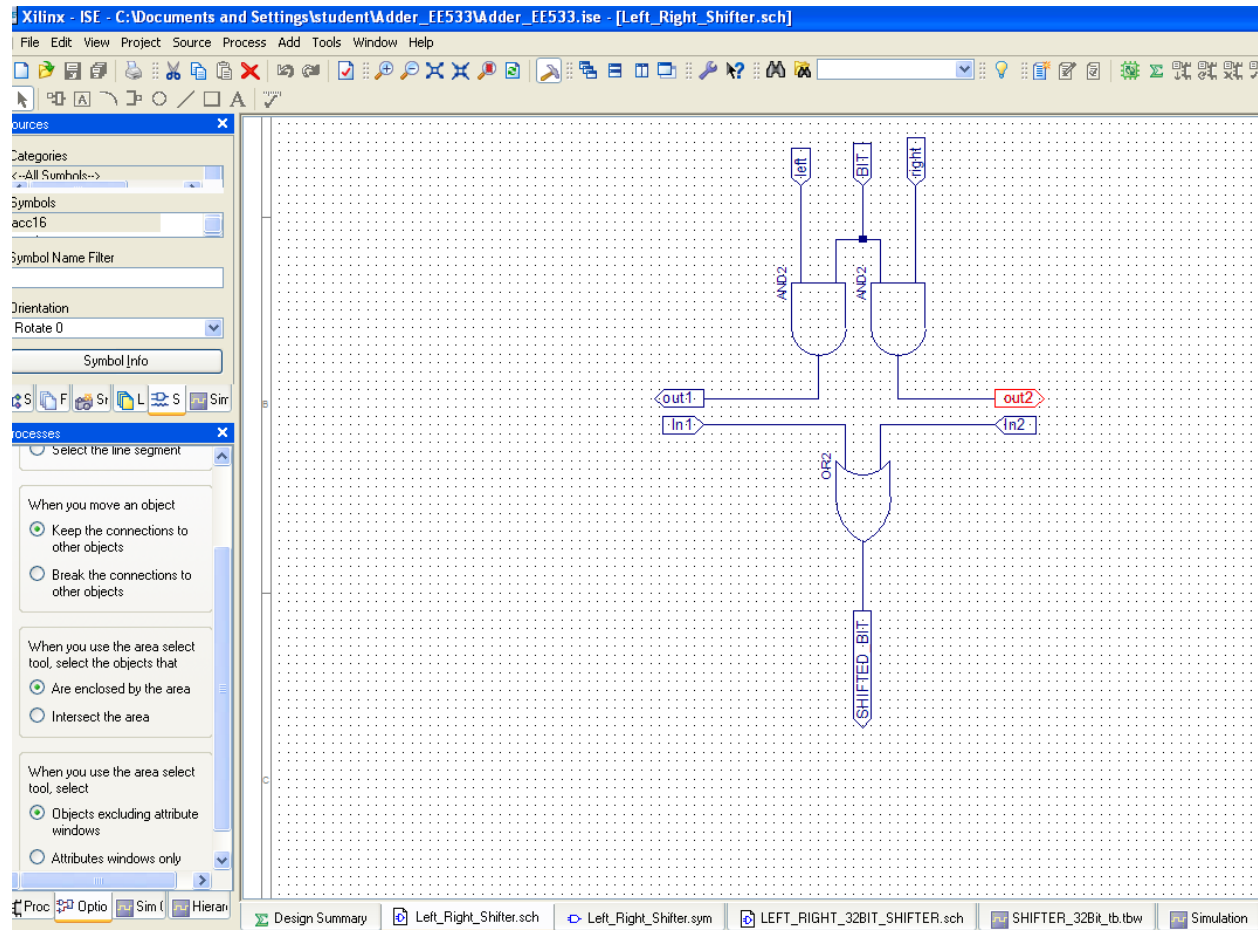 Xilinx - ISE - C:\Documents and Settings\student\Adder_EE533\Adder_EE533.ise - [Left_Right_Shifter.sch]
File Edit View Project Source Process Add Tools Window Help
ources
Categories
<--All Symbols-->
Symbols
acc16
Symbol Name Filter
Orientation
Rotate 0
Symbol Info
S F Sr L S Sim
rocesses
Select the line segment
When you move an object
Keep the connections to
other objects
Break the connections to
other objects
When you use the area select
tool, select the objects that
Are enclosed by the area
Intersect the area
When you use the area select
tool, select
Objects excluding attribute
windows
Attributes windows only
Proc Optio Sim ( Hierar
left
BIT
right
AND2
AND2
out1
out2
In1
In2
OR2
SHIFTED_BIT
B
C
Design Summary
Left_Right_Shifter.sch
Left_Right_Shifter.sym
LEFT_RIGHT_32BIT_SHIFTER.sch
SHIFTER_32Bit_tb.tbw
Simulation